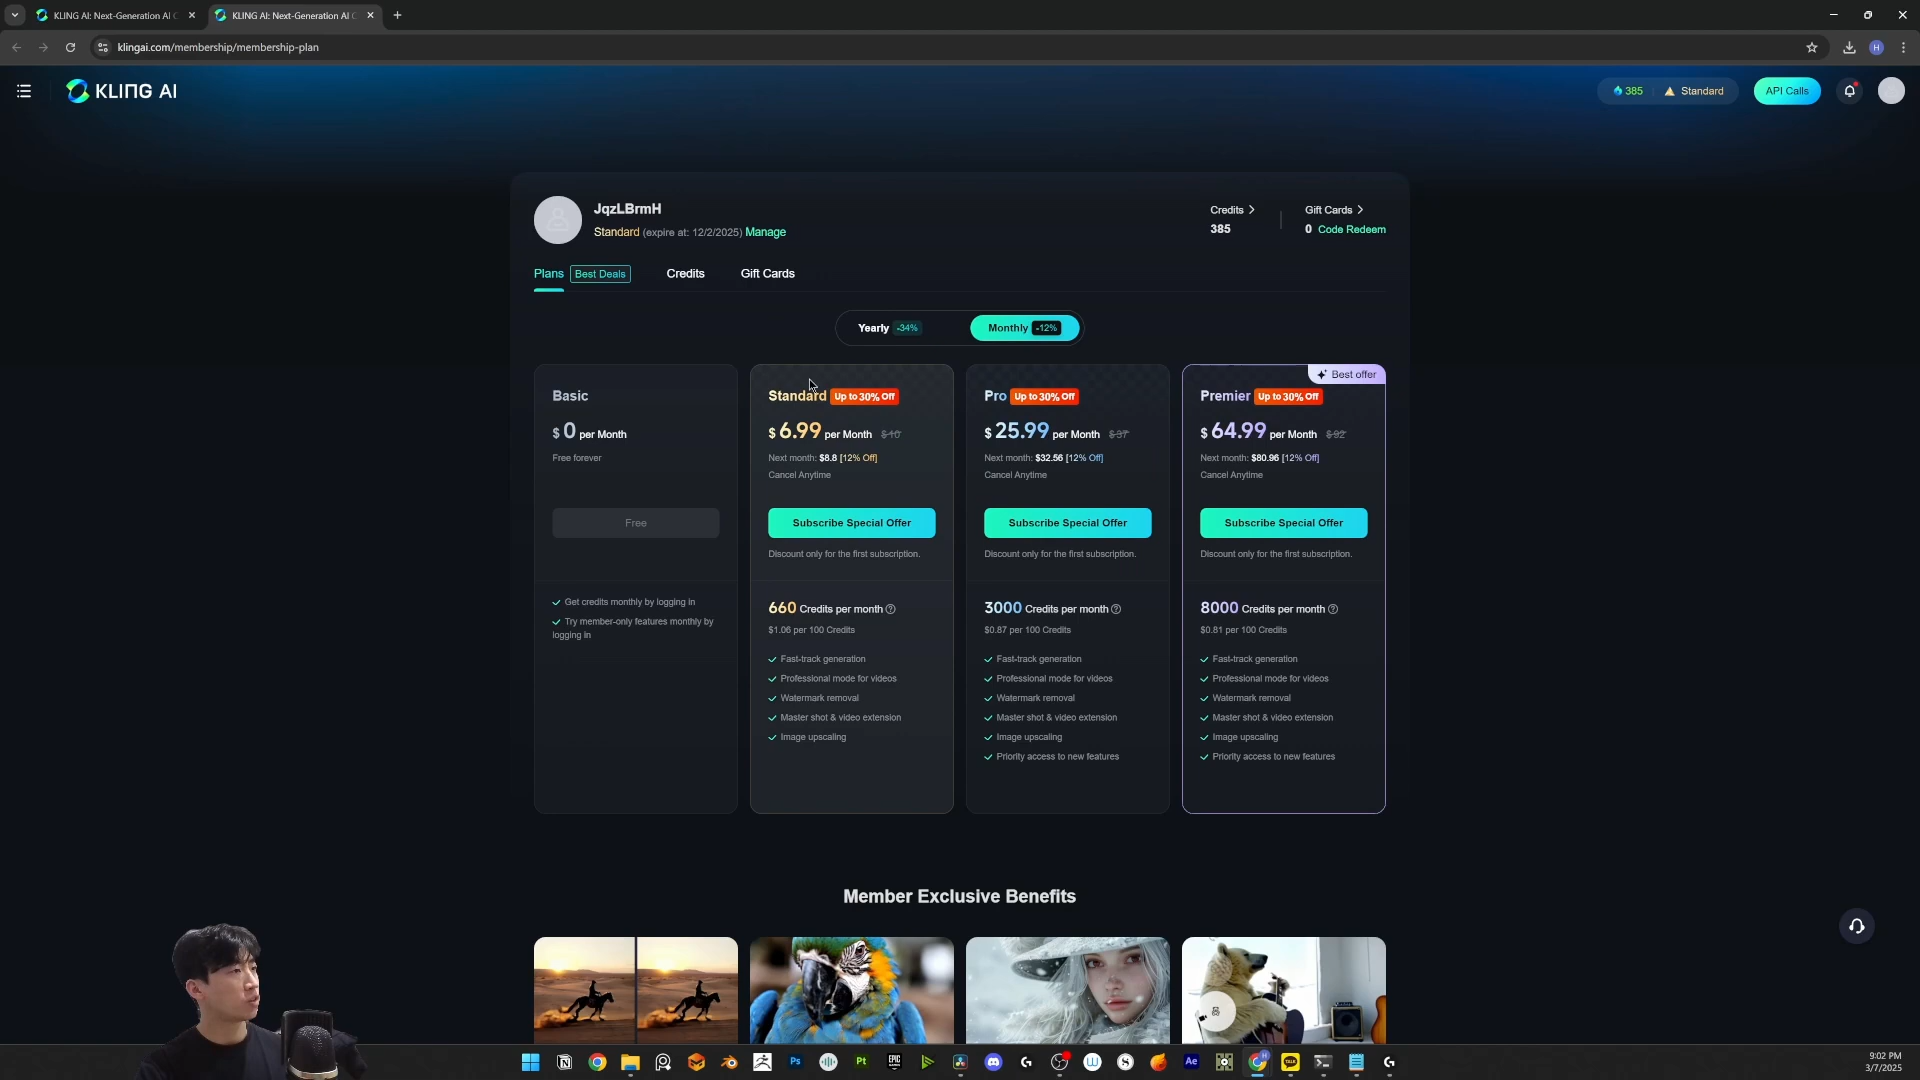 KLING AI: Next-Generation AI C
KLING AI: Next-Generation AI C
klingai.com/membership/membership-plan
H
KLING AI
385
Standard
API Calls
JqzLBrmH
Standard (expire at: 12/2/2025) Manage
Credits >
385
Gift Cards >
0 Code Redeem
Plans Best Deals
Credits
Gift Cards
Yearly -34%
Monthly -12%
Basic
$ 0 per Month
Free forever
Free
Get credits monthly by logging in
Try member-only features monthly by
logging in
Standard Up to 30% Off
$ 6.99 per Month $10
Next month: $8.8 [12% Off]
Cancel Anytime
Subscribe Special Offer
Discount only for the first subscription.
660 Credits per month
$1.06 per 100 Credits
Fast-track generation
Professional mode for videos
Watermark removal
Master shot & video extension
Image upscaling
Pro Up to 30% Off
$ 25.99 per Month $37
Next month: $32.56 [12% Off]
Cancel Anytime
Subscribe Special Offer
Discount only for the first subscription.
3000 Credits per month
$0.87 per 100 Credits
Fast-track generation
Professional mode for videos
Watermark removal
Master shot & video extension
Image upscaling
Priority access to new features
Best offer
Premier Up to 30% Off
$ 64.99 per Month $92
Next month: $80.96 [12% Off]
Cancel Anytime
Subscribe Special Offer
Discount only for the first subscription.
8000 Credits per month
$0.81 per 100 Credits
Fast-track generation
Professional mode for videos
Watermark removal
Master shot & video extension
Image upscaling
Priority access to new features
Member Exclusive Benefits
Ps
Pt
EPIC
Ae
TALK
9:02 PM
3/7/2025